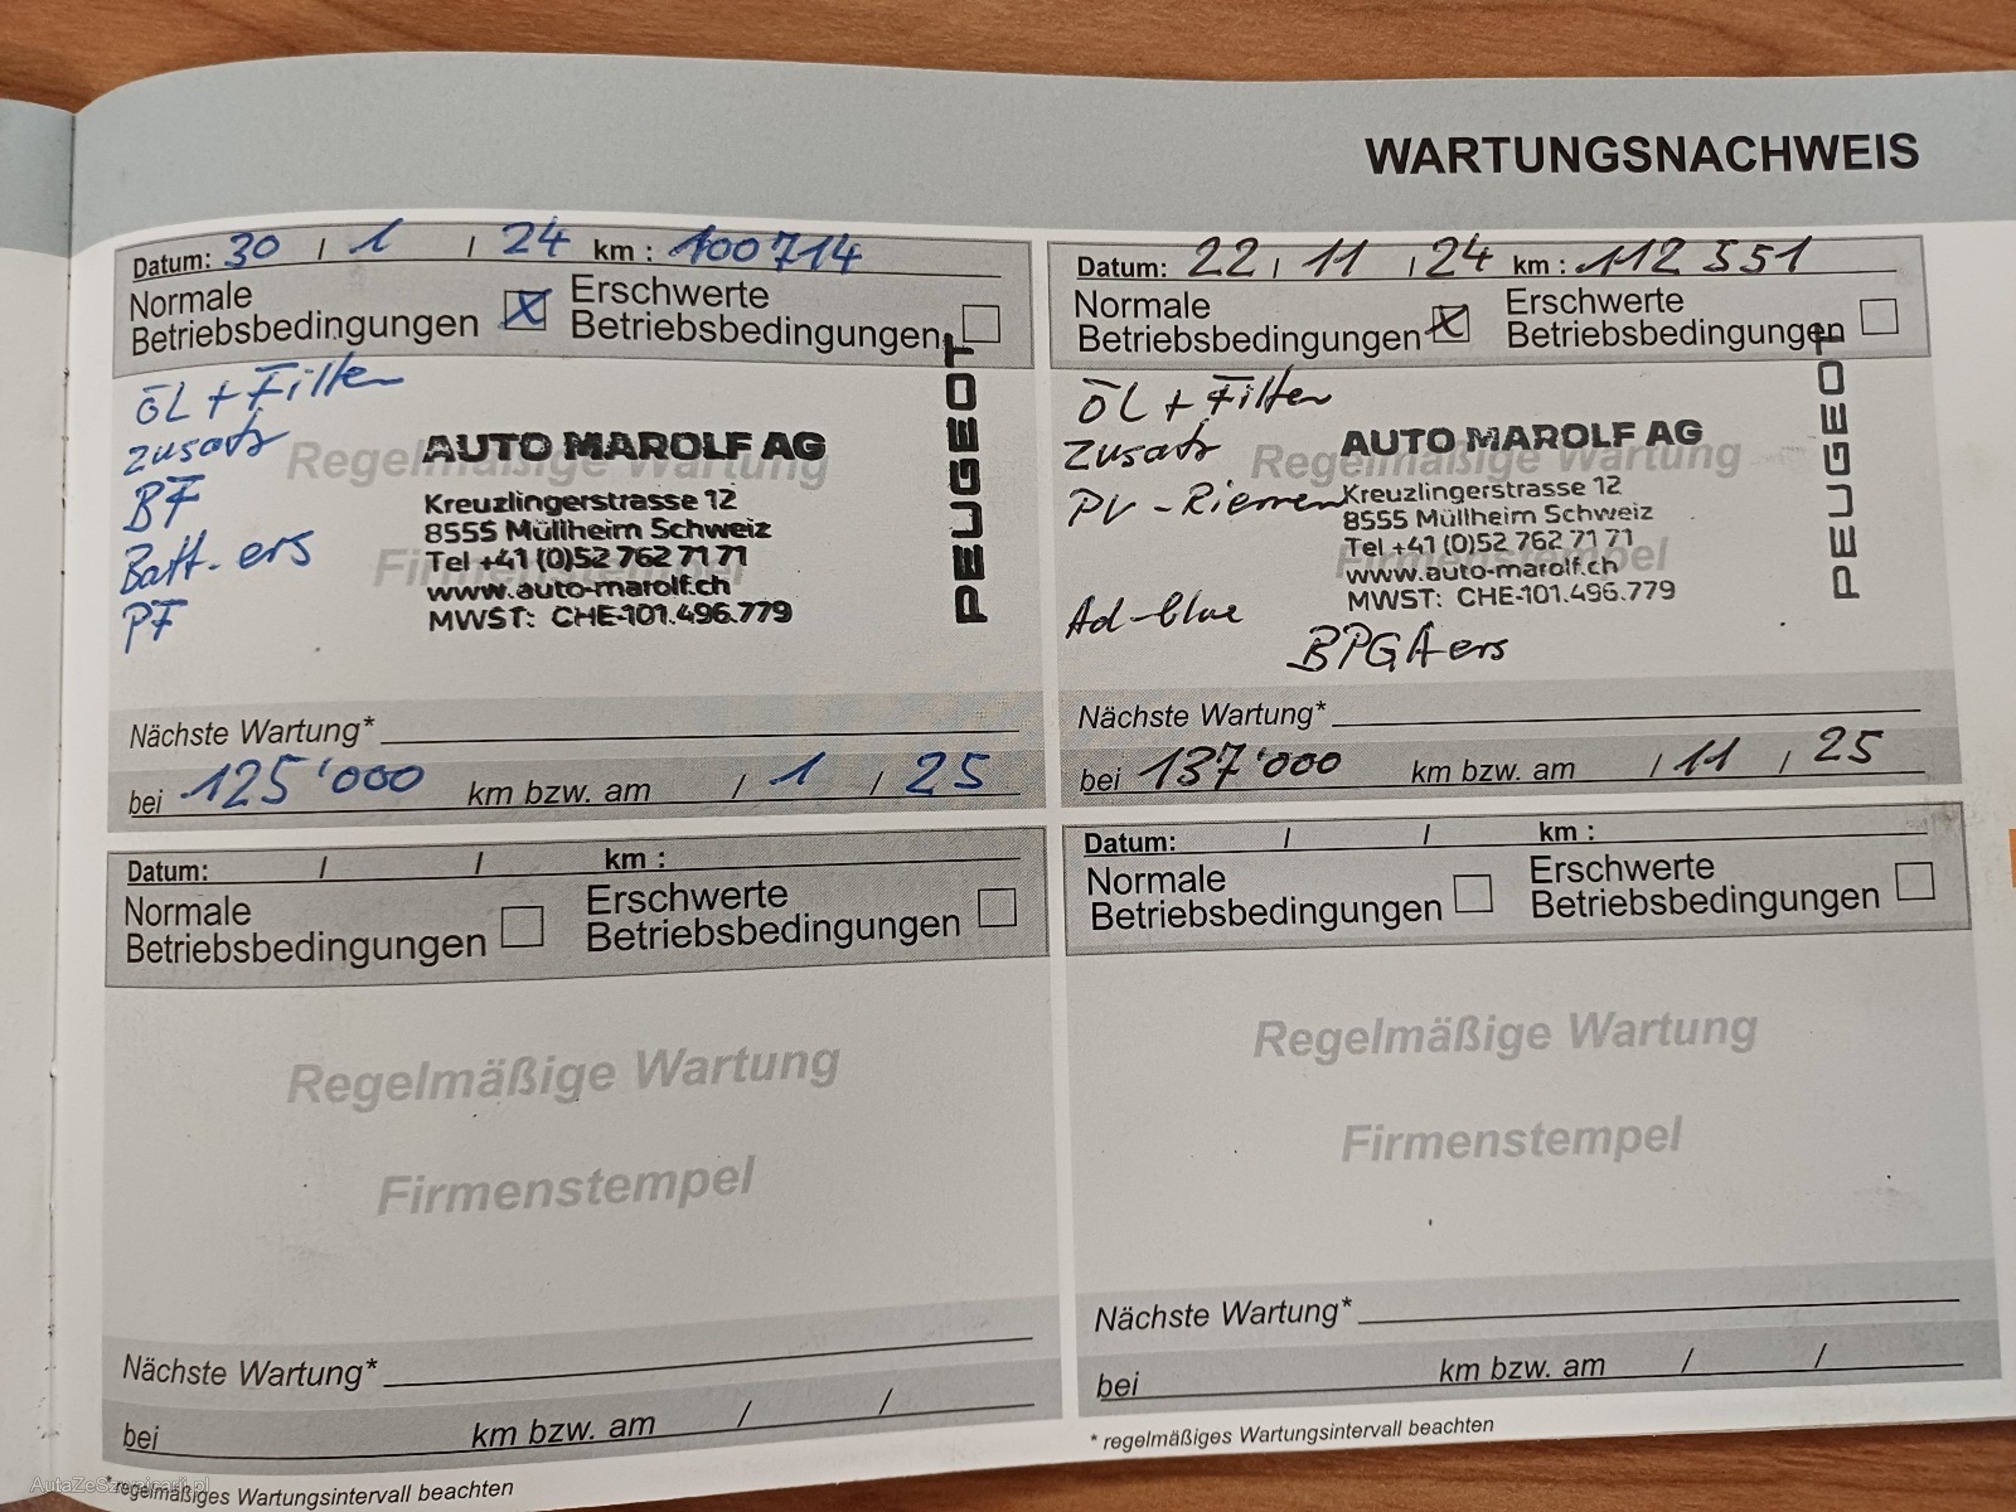 WARTUNGSNACHWEIS
Datum: 30 / 1 / 24 km : 100714
Normale Betriebsbedingungen X Erschwerte Betriebsbedingungen
ÖL + Filter
Zusatz
BF
Batt. ers
PF
Regelmäßige Wartung
Firmenstempel
AUTO MAROLF AG
Kreuzlingerstrasse 12
8555 Müllheim Schweiz
Tel +41 (0)52 762 71 71
www.auto-marolf.ch
MWST: CHE-101.496.779
PEUGEOT
Nächste Wartung*
bei 125'000 km bzw. am / 1 / 25
Datum: 22 / 11 / 24 km : 112 551
Normale Betriebsbedingungen X Erschwerte Betriebsbedingungen
ÖL + Filter
Zusatz
PV - Riemen
Ad-blue
BPGA ers
Regelmäßige Wartung
Firmenstempel
AUTO MAROLF AG
Kreuzlingerstrasse 12
8555 Müllheim Schweiz
Tel +41 (0)52 762 71 71
www.auto-marolf.ch
MWST: CHE-101.496.779
PEUGEOT
Nächste Wartung*
bei 137'000 km bzw. am / 11 / 25
Datum: / / km :
Normale Betriebsbedingungen Erschwerte Betriebsbedingungen
Regelmäßige Wartung
Firmenstempel
Nächste Wartung*
bei km bzw. am / /
*regelmäßiges Wartungsintervall beachten
Datum: / / km :
Normale Betriebsbedingungen Erschwerte Betriebsbedingungen
Regelmäßige Wartung
Firmenstempel
Nächste Wartung*
bei km bzw. am / /
* regelmäßiges Wartungsintervall beachten
AutaZeSzwajcarii.pl